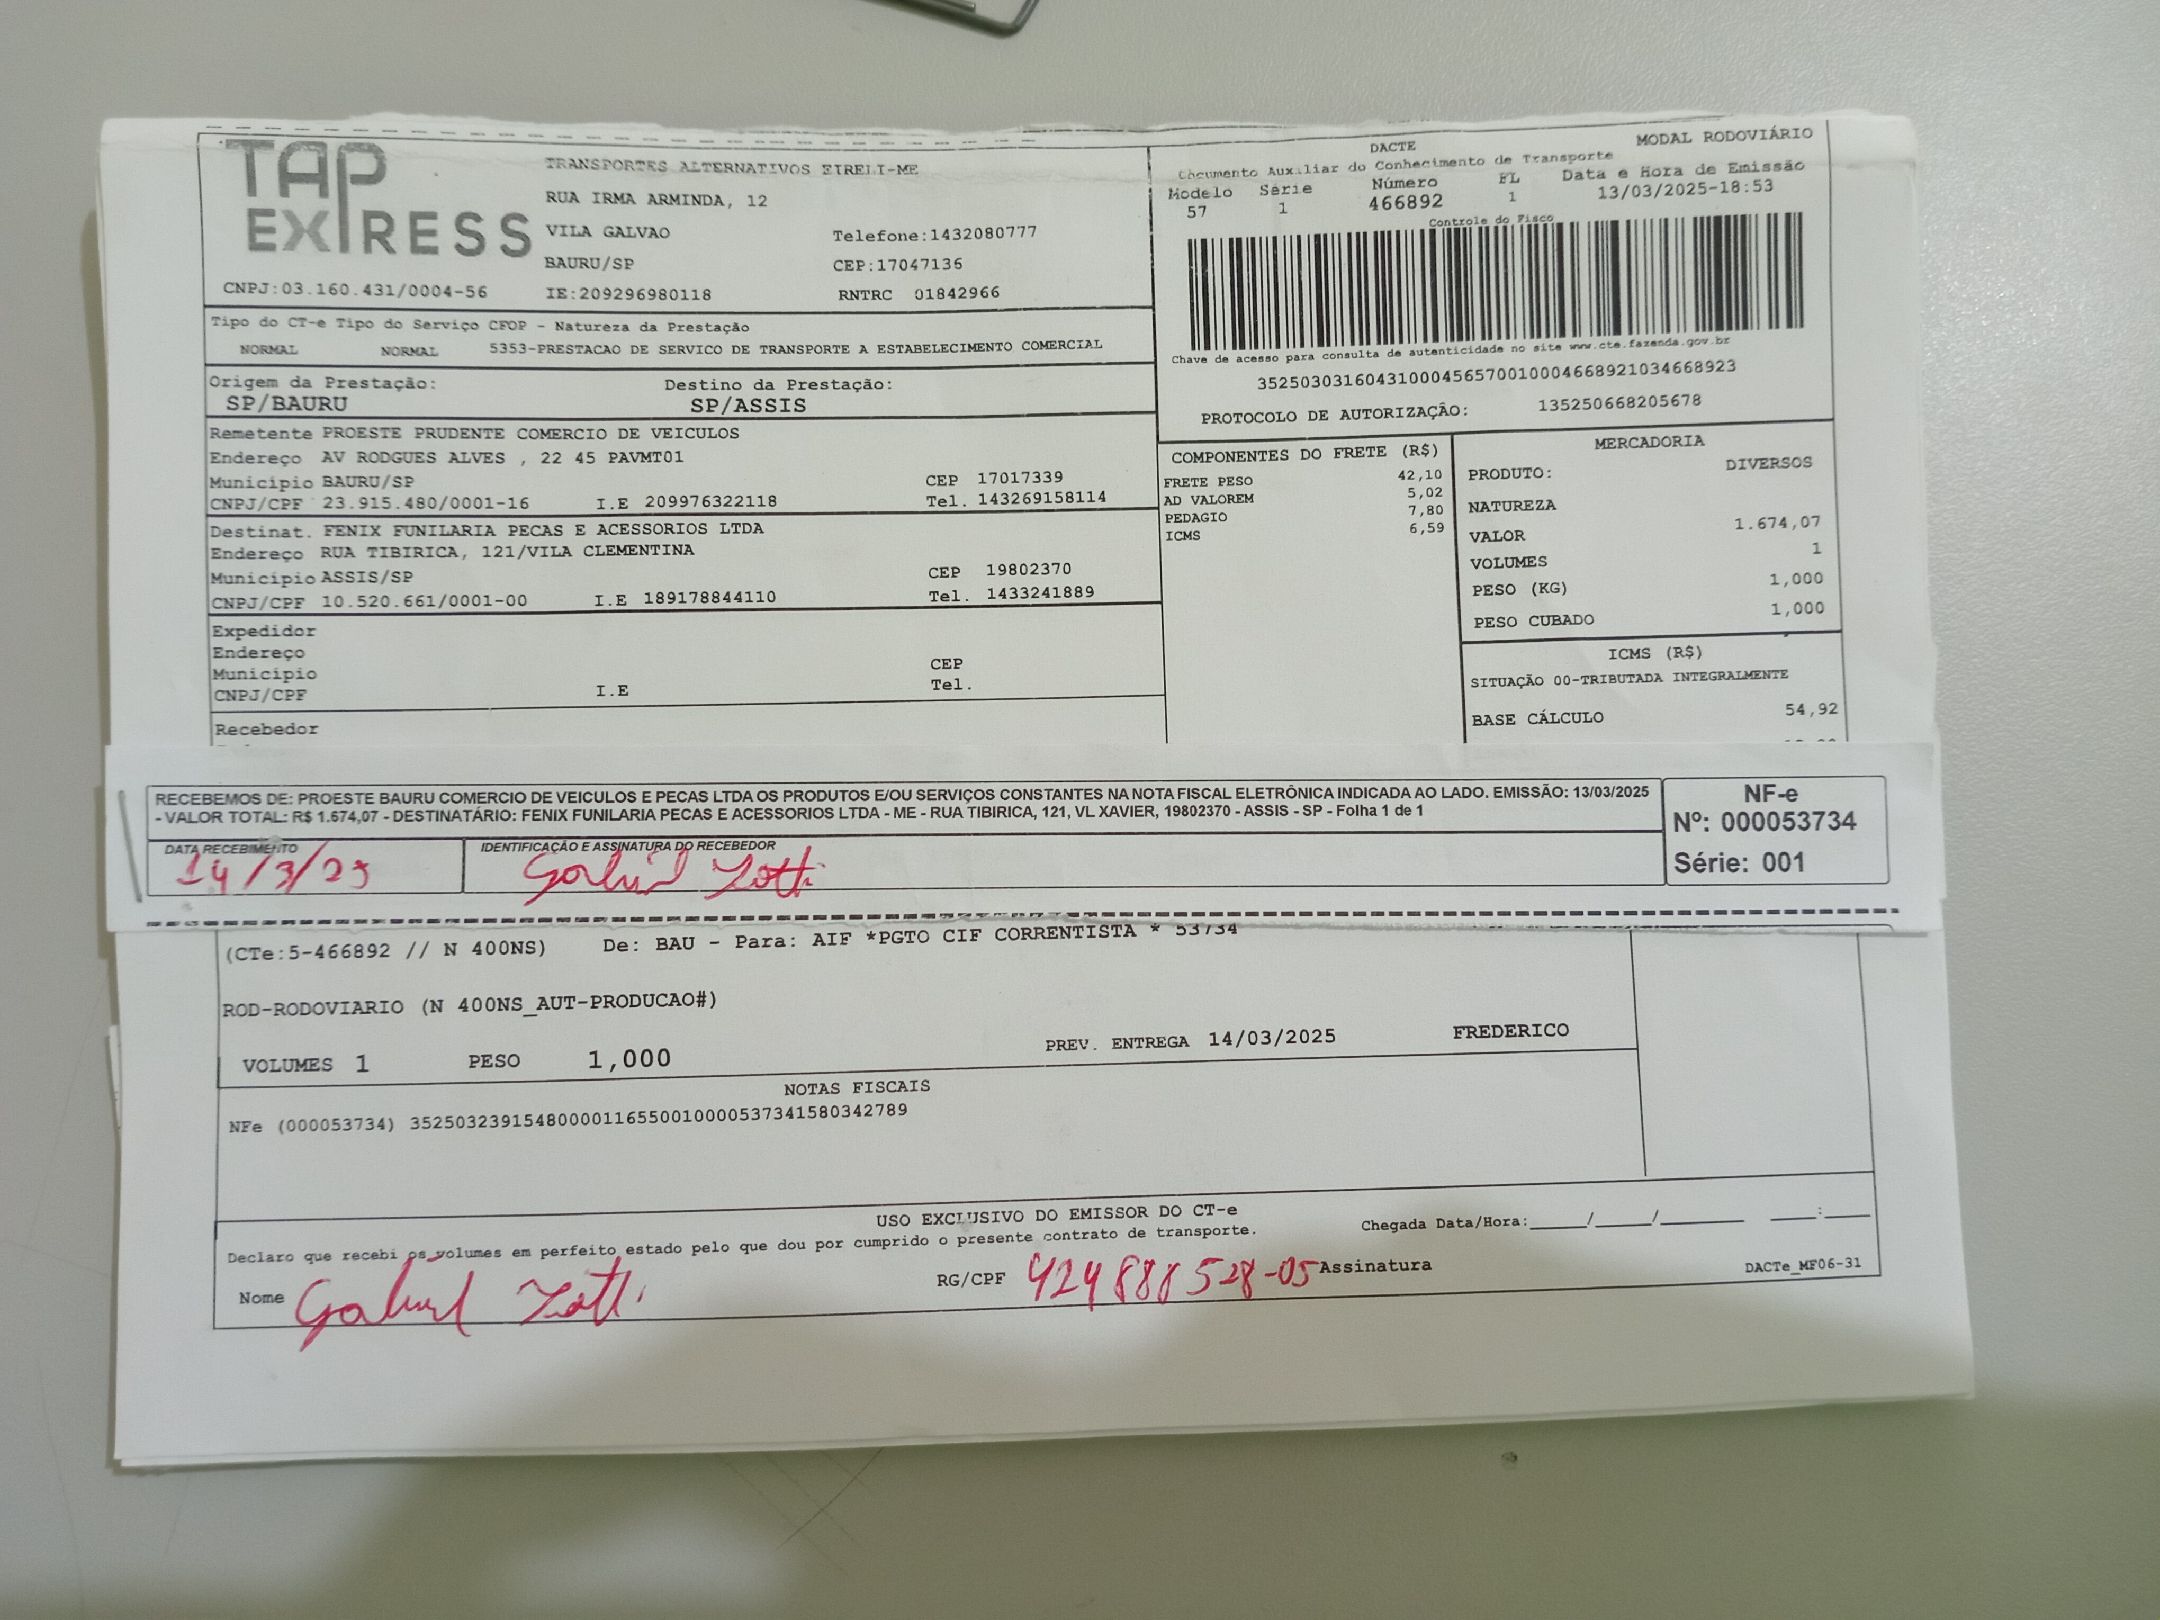 TAP EXPRESS
TRANSPORTES ALTERNATIVOS EIRELI-ME
RUA IRMA ARMINDA, 12
VILA GALVAO Telefone:1432080777
BAURU/SP CEP:17047136
CNPJ:03.160.431/0004-56 IE:209296980118 RNTRC 01842966
DACTE MODAL RODOVIÁRIO
Documento Auxiliar do Conhecimento de Transporte
Modelo Série Número FL Data e Hora de Emissão
57 1 466892 1 13/03/2025-18:53
Controle do Fisco
Chave de acesso para consulta de autenticidade no site www.cte.fazenda.gov.br
35250303160431000456570010004668921034668923
PROTOCOLO DE AUTORIZAÇÃO: 135250668205678
Tipo do CT-e Tipo do Serviço CFOP - Natureza da Prestação
NORMAL NORMAL 5353-PRESTACAO DE SERVICO DE TRANSPORTE A ESTABELECIMENTO COMERCIAL
Origem da Prestação: Destino da Prestação:
SP/BAURU SP/ASSIS
Remetente PROESTE PRUDENTE COMERCIO DE VEICULOS
Endereço AV RODGUES ALVES , 22 45 PAVMT01
Município BAURU/SP CEP 17017339
CNPJ/CPF 23.915.480/0001-16 I.E 209976322118 Tel. 143269158114
Destinat. FENIX FUNILARIA PECAS E ACESSORIOS LTDA
Endereço RUA TIBIRICA, 121/VILA CLEMENTINA
Município ASSIS/SP CEP 19802370
CNPJ/CPF 10.520.661/0001-00 I.E 189178844110 Tel. 1433241889
Expedidor
Endereço
Município CEP
CNPJ/CPF I.E Tel.
Recebedor
COMPONENTES DO FRETE (R$)
FRETE PESO 42,10
AD VALOREM 5,02
PEDAGIO 7,80
ICMS 6,59
MERCADORIA
PRODUTO: DIVERSOS
NATUREZA
VALOR 1.674,07
VOLUMES 1
PESO (KG) 1,000
PESO CUBADO 1,000
ICMS (R$)
SITUAÇÃO 00-TRIBUTADA INTEGRALMENTE
BASE CÁLCULO 54,92
RECEBEMOS DE: PROESTE BAURU COMERCIO DE VEICULOS E PECAS LTDA OS PRODUTOS E/OU SERVIÇOS CONSTANTES NA NOTA FISCAL ELETRÔNICA INDICADA AO LADO. EMISSÃO: 13/03/2025
- VALOR TOTAL: R$ 1.674,07 - DESTINATÁRIO: FENIX FUNILARIA PECAS E ACESSORIOS LTDA - ME - RUA TIBIRICA, 121, VL XAVIER, 19802370 - ASSIS - SP - Folha 1 de 1
DATA RECEBIMENTO IDENTIFICAÇÃO E ASSINATURA DO RECEBEDOR
14/3/25 Gabriel Zotti
NF-e
Nº: 000053734
Série: 001
(CTe:5-466892 // N 400NS) De: BAU - Para: AIF *PGTO CIF CORRENTISTA * 53734
ROD-RODOVIARIO (N 400NS_AUT-PRODUCAO#)
VOLUMES 1 PESO 1,000 PREV. ENTREGA 14/03/2025 FREDERICO
NOTAS FISCAIS
NFe (000053734) 35250323915480000116550010000537341580342789
USO EXCLUSIVO DO EMISSOR DO CT-e
Declaro que recebi os volumes em perfeito estado pelo que dou por cumprido o presente contrato de transporte. Chegada Data/Hora:_____/_____/________ ____:____
Nome Gabriel Zotti RG/CPF 424888528-05 Assinatura DACTe_MF06-31